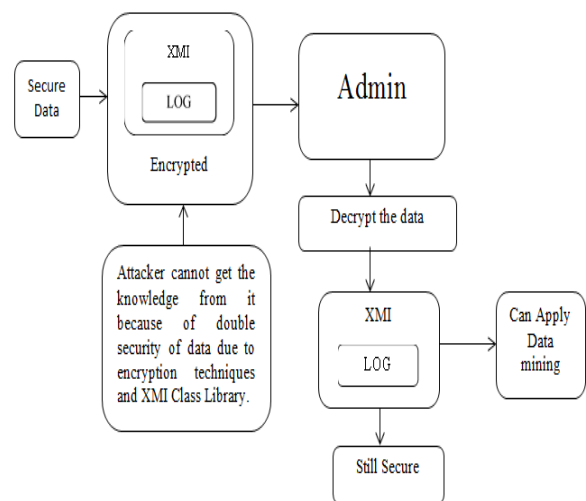 XMI
Secure
Data
LOG
Encrypted
Admin
Decrypt the data
Attacker cannot get the
knowledge from it
because of double
security of data due to
encryption techniques
and XMI Class Library.
XMI
LOG
Can Apply
Data
mining
Still Secure